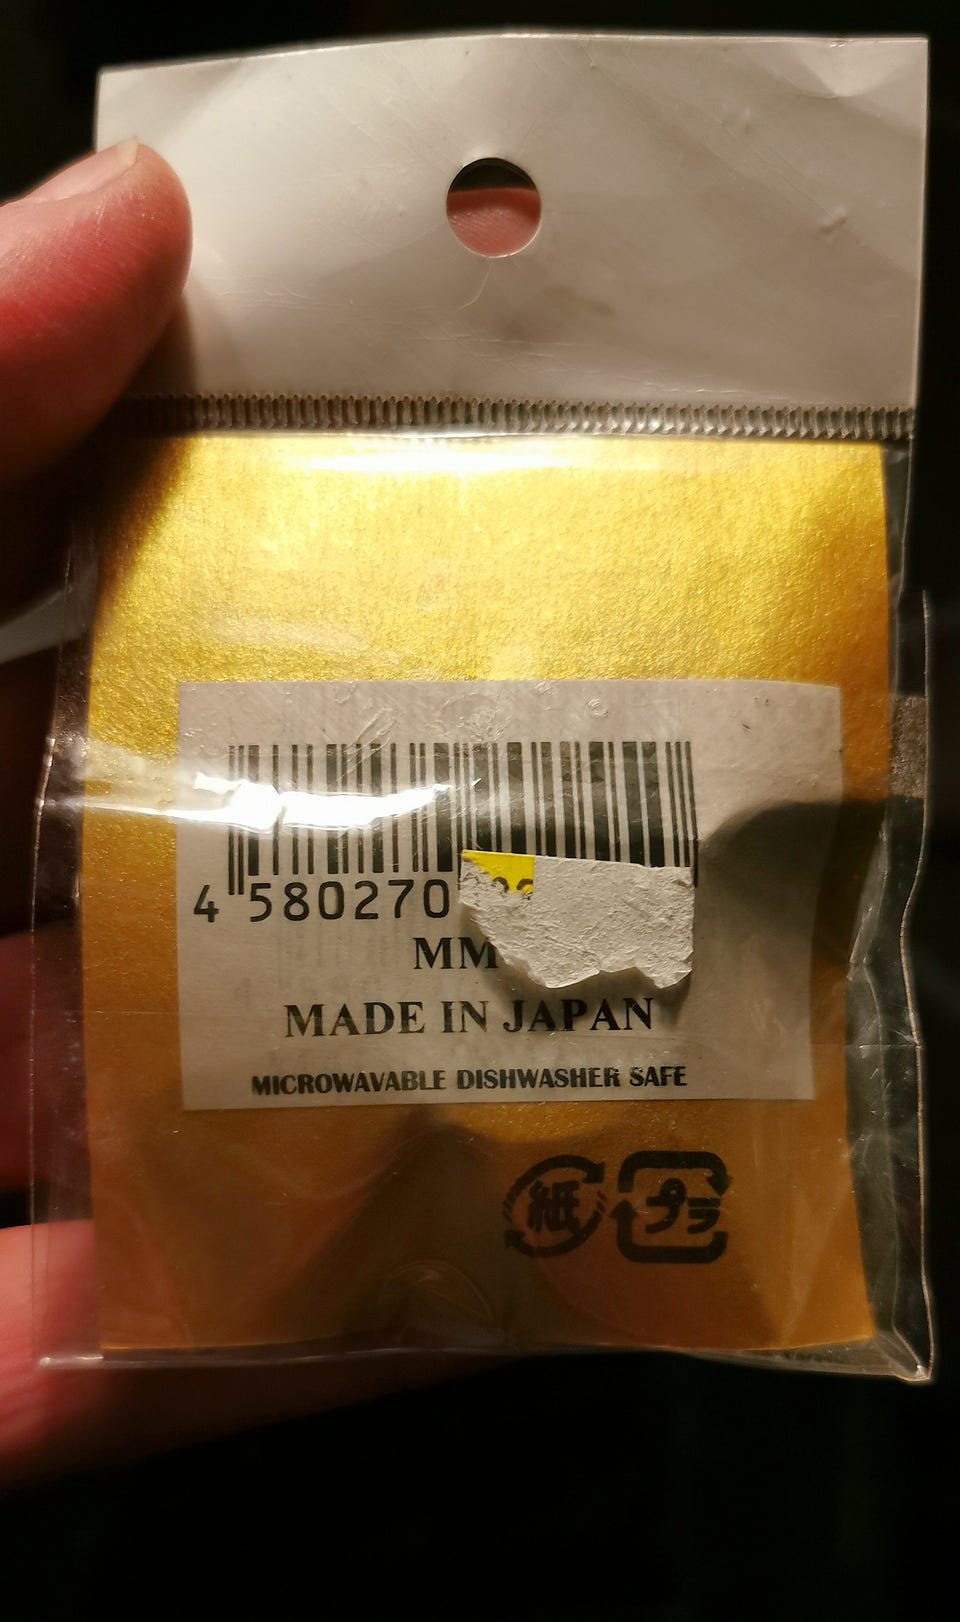 4 580270
MM
MADE IN JAPAN
MICROWAVABLE DISHWASHER SAFE
紙 プラ